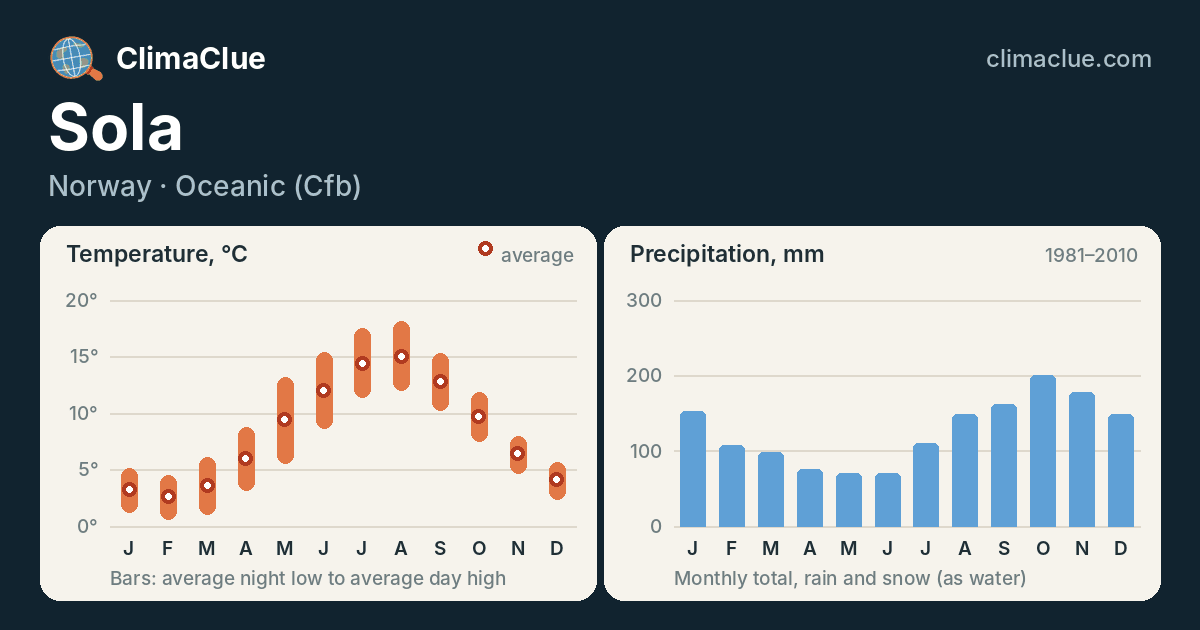 ClimaClue
climaclue.com
Sola
Norway · Oceanic (Cfb)
Temperature, °C
average
20°
15°
10°
5°
0°
J F M A M J J A S O N D
Bars: average night low to average day high
Precipitation, mm
1981–2010
300
200
100
0
J F M A M J J A S O N D
Monthly total, rain and snow (as water)